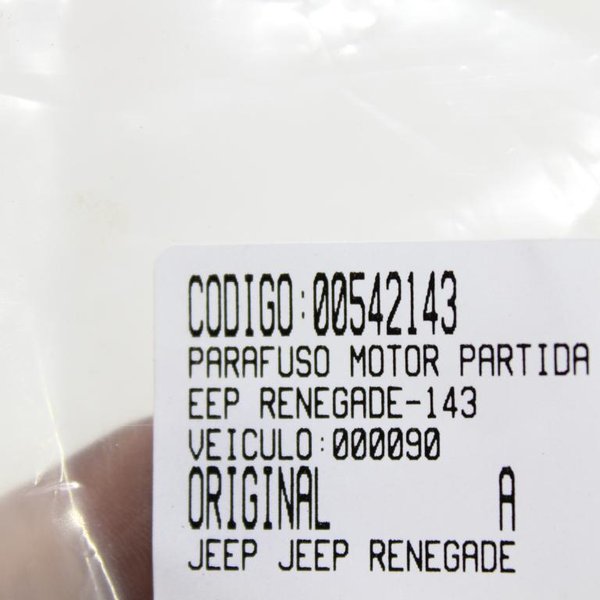 CODIGO:00542143
PARAFUSO MOTOR PARTIDA
EEP RENEGADE-143
VEICULO:000090
ORIGINAL A
JEEP JEEP RENEGADE